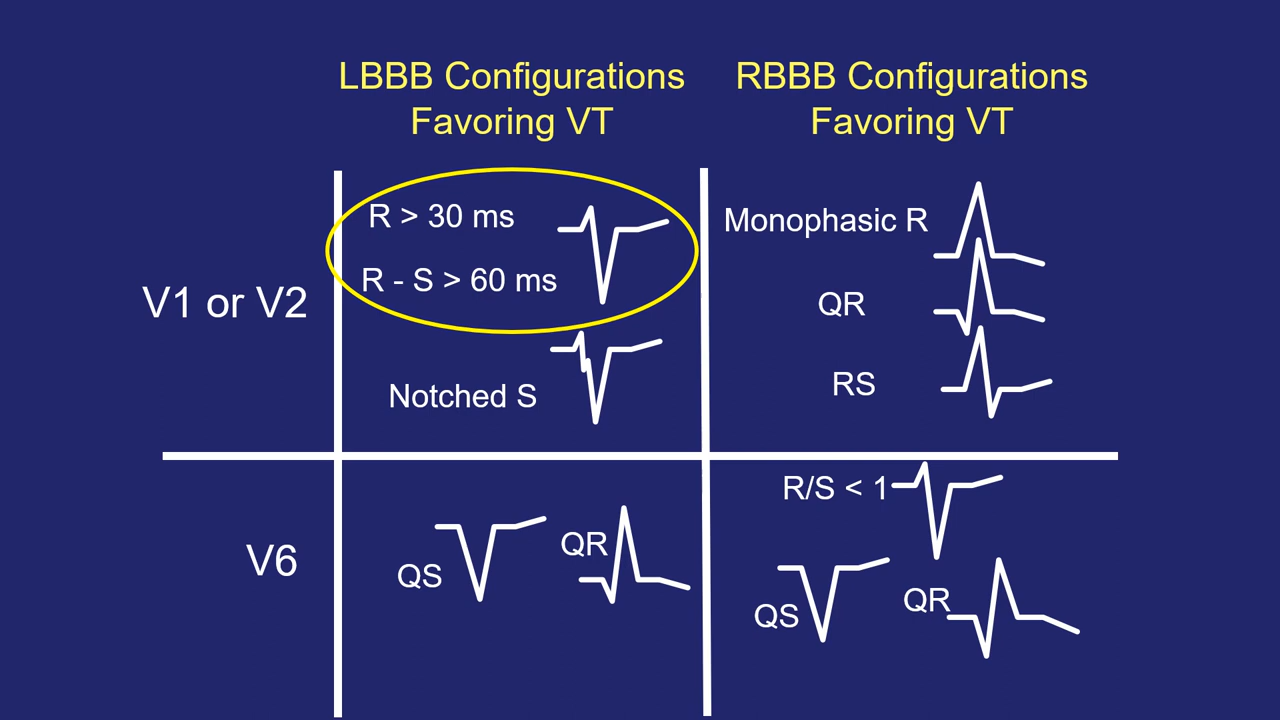 LBBB Configurations
Favoring VT
RBBB Configurations
Favoring VT
V1 or V2
R > 30 ms
R - S > 60 ms
Notched S
Monophasic R
QR
RS
V6
QS
QR
R/S < 1
QS
QR